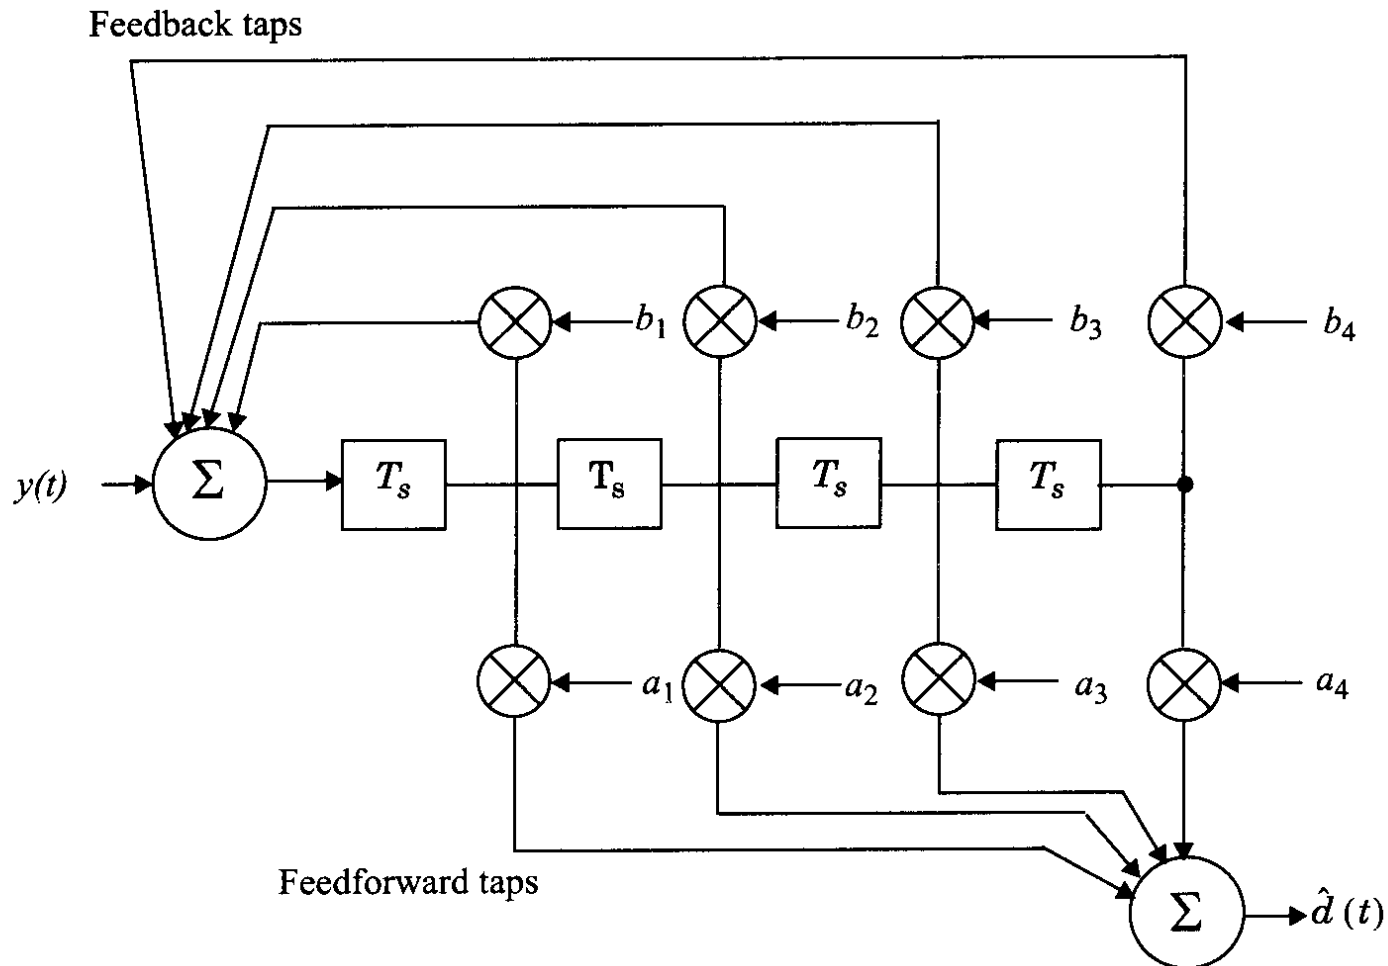 Feedback taps
b₁ b₂ b₃ b₄
y(t) Σ Tₛ Tₛ Tₛ Tₛ
a₁ a₂ a₃ a₄
Feedforward taps
Σ d̂ (t)